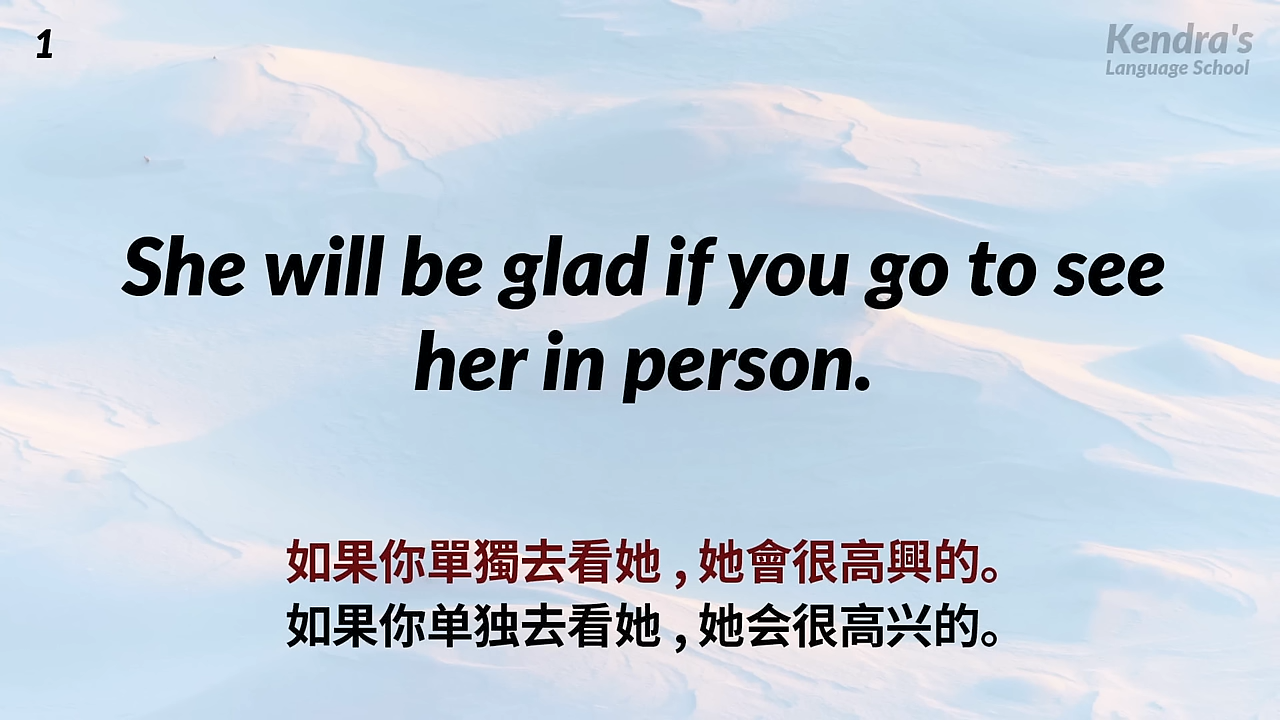 1
Kendra's
Language School
She will be glad if you go to see
her in person.
如果你單獨去看她 , 她會很高興的。
如果你单独去看她 , 她会很高兴的。